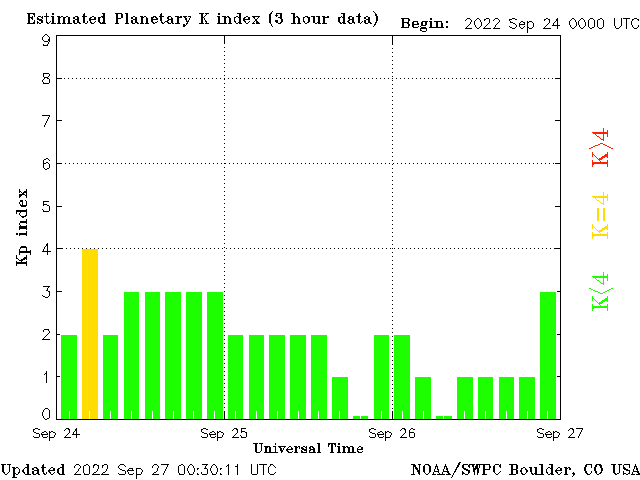 Estimated Planetary K index (3 hour data)
Begin: 2022 Sep 24 0000 UTC
9
8
7
6
5
4
3
2
1
0
Kp index
K>4
K=4
K<4
Sep 24
Sep 25
Sep 26
Sep 27
Universal Time
Updated 2022 Sep 27 00:30:11 UTC
NOAA/SWPC Boulder, CO USA